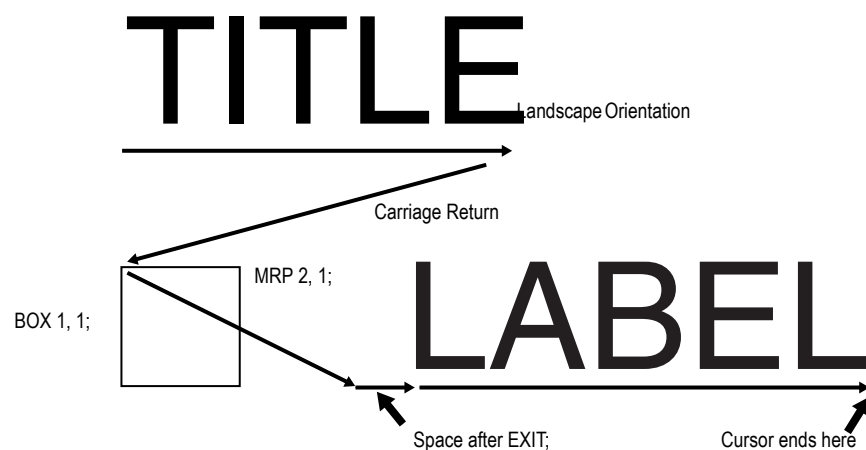 TITLE
Landscape Orientation
Carriage Return
MRP 2, 1;
BOX 1, 1;
LABEL
Space after EXIT;
Cursor ends here